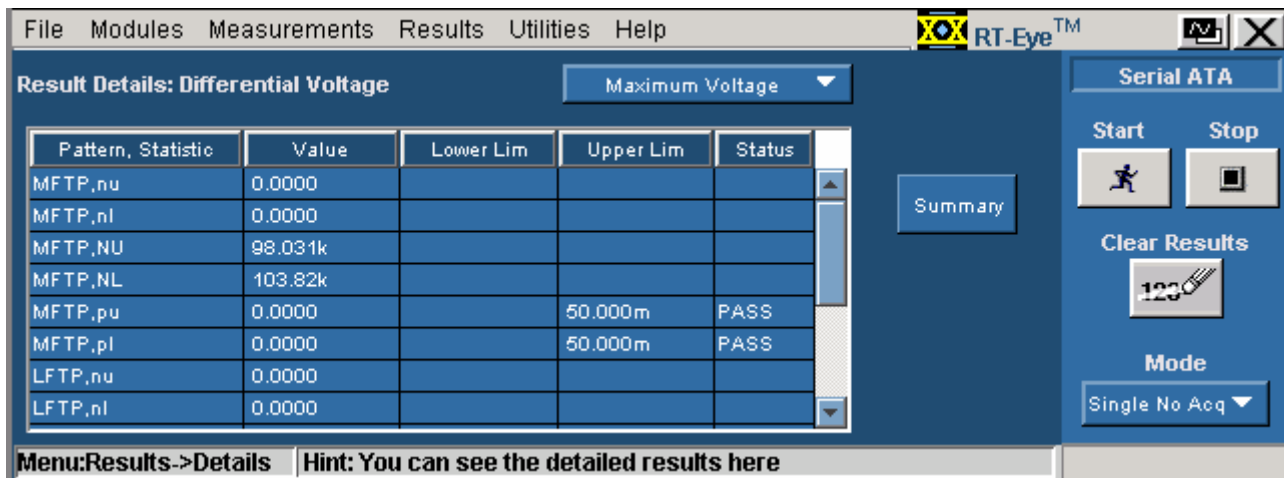 File Modules Measurements Results Utilities Help RT-Eye™
Result Details: Differential Voltage Maximum Voltage Serial ATA
Start Stop
Pattern, Statistic Value Lower Lim Upper Lim Status
MFTP,nu 0.0000
MFTP,nl 0.0000
MFTP,NU 98.031k
MFTP,NL 103.82k
MFTP,pu 0.0000 50.000m PASS
MFTP,pl 0.0000 50.000m PASS
LFTP,nu 0.0000
LFTP,nl 0.0000
Summary
Clear Results
123
Mode
Single No Acq
Menu:Results->Details Hint: You can see the detailed results here